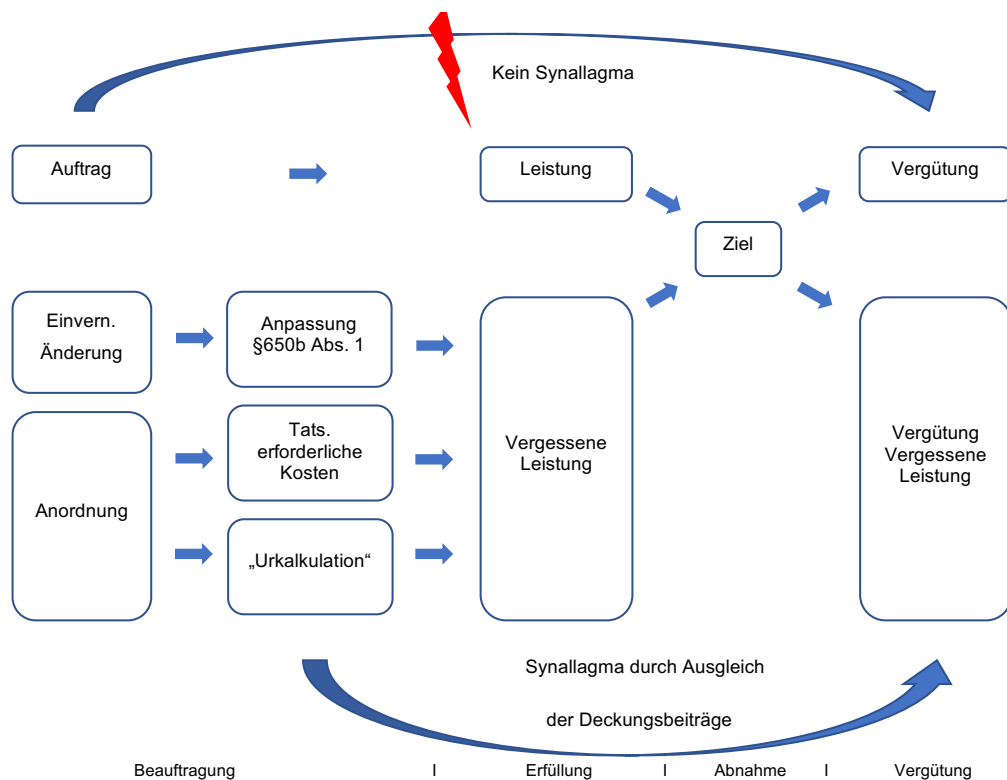 Kein Synallagma
Auftrag
Leistung
Vergütung
Ziel
Einvern.
Änderung
Anpassung
§650b Abs. 1
Tats.
erforderliche
Kosten
Anordnung
„Urkalkulation“
Vergessene
Leistung
Vergütung
Vergessene
Leistung
Synallagma durch Ausgleich
der Deckungsbeiträge
Beauftragung I Erfüllung I Abnahme I Vergütung